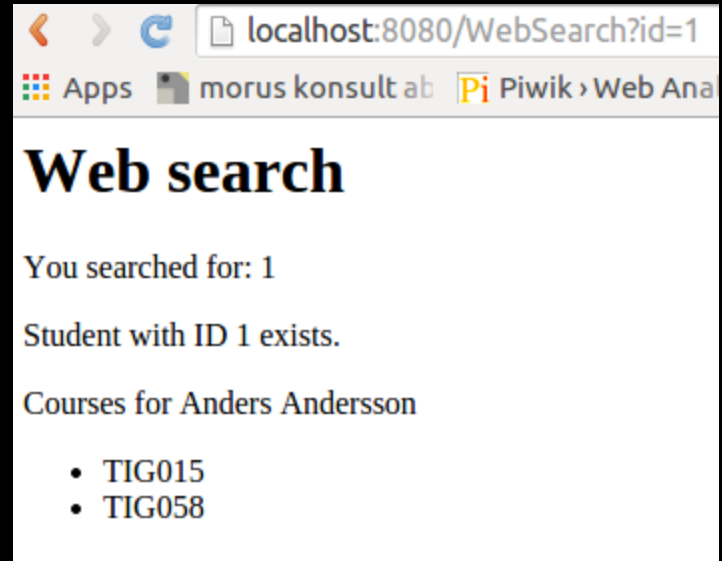 localhost:8080/WebSearch?id=1
Apps morus konsult ab Pi Piwik › Web Anal
Web search
You searched for: 1
Student with ID 1 exists.
Courses for Anders Andersson
• TIG015
• TIG058